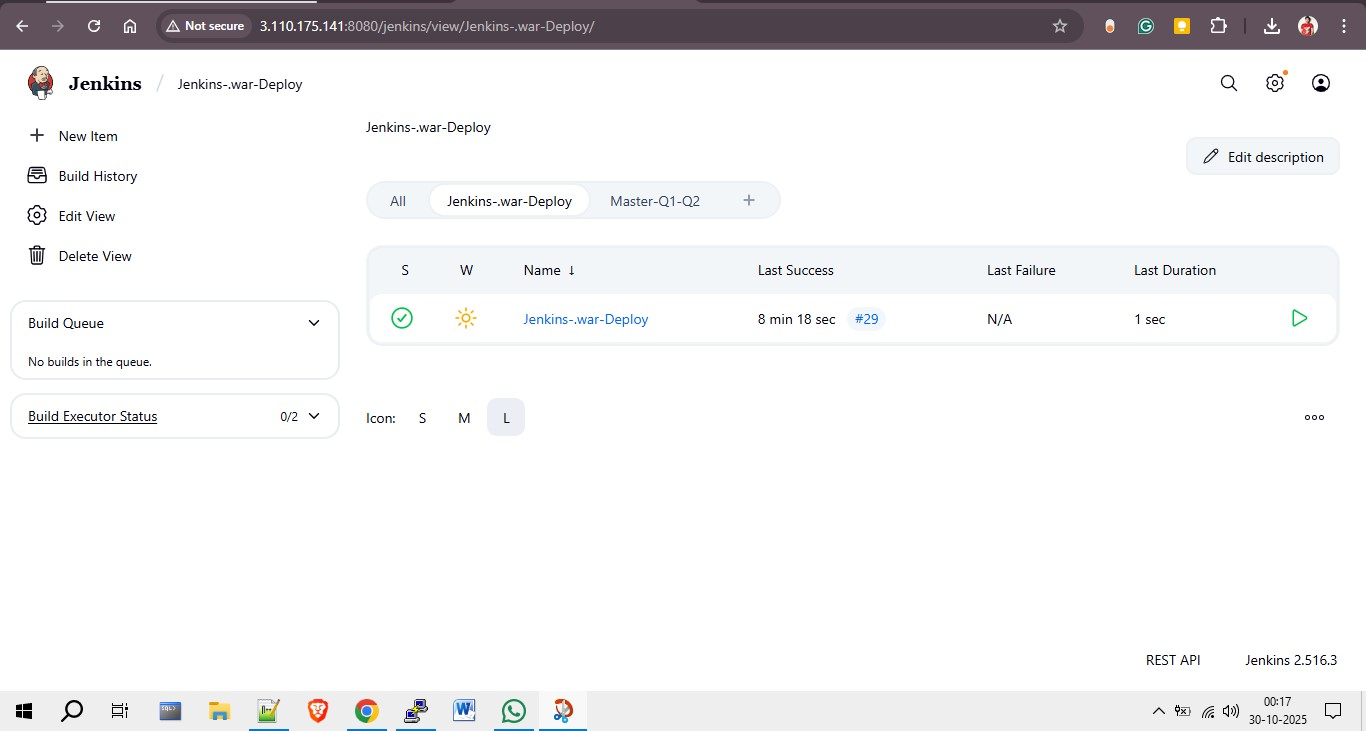 Not secure 3.110.175.141:8080/jenkins/view/Jenkins-.war-Deploy/
Jenkins / Jenkins-.war-Deploy
New Item
Build History
Edit View
Delete View
Build Queue
No builds in the queue.
Build Executor Status 0/2
Jenkins-.war-Deploy
Edit description
All Jenkins-.war-Deploy Master-Q1-Q2 +
S W Name ↓ Last Success Last Failure Last Duration
Jenkins-.war-Deploy 8 min 18 sec #29 N/A 1 sec
Icon: S M L
REST API Jenkins 2.516.3
SQL>
00:17
30-10-2025